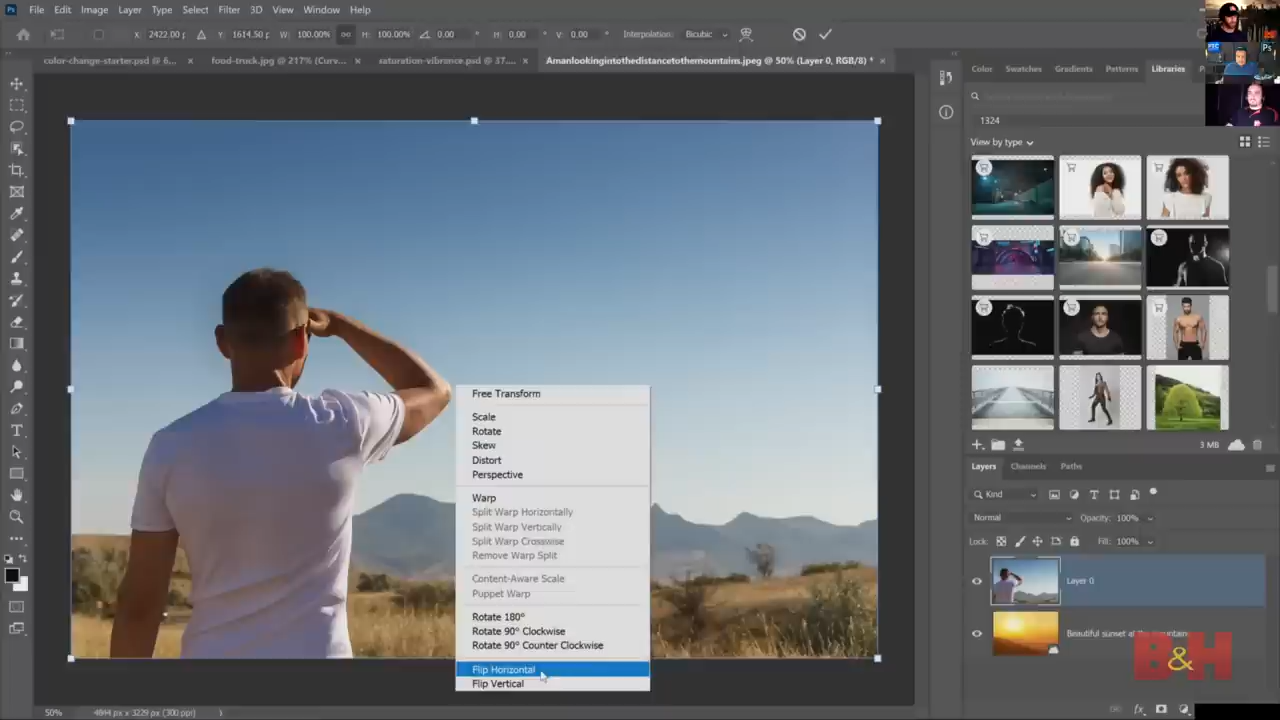 Ps File Edit Image Layer Type Select Filter 3D View Window Help
X: 2422.00 p Y: 1614.50 p W: 100.00% H: 100.00% 0.00 ° H: 0.00 ° V: 0.00 ° Interpolation: Bicubic
color-change-starter.psd @ 6... × food-truck.jpg @ 217% (Curv... × xaturation-vibrance.psd @ 37.... × Amanlookingintothedistancetothemountains.jpeg @ 50% (Layer 0, RGB/8) * ×
Color Swatches Gradients Patterns Libraries
1324
View by type
Free Transform
Scale
Rotate
Skew
Distort
Perspective
Warp
Split Warp Horizontally
Split Warp Vertically
Split Warp Crosswise
Remove Warp Split
Content-Aware Scale
Puppet Warp
Rotate 180°
Rotate 90° Clockwise
Rotate 90° Counter Clockwise
Flip Horizontal
Flip Vertical
3 MB
Layers Channels Paths
Kind
Normal Opacity: 100%
Lock: Fill: 100%
Layer 0
Beautiful sunset at the mountains
B&H
50% 4844 px x 3229 px (300 ppi)